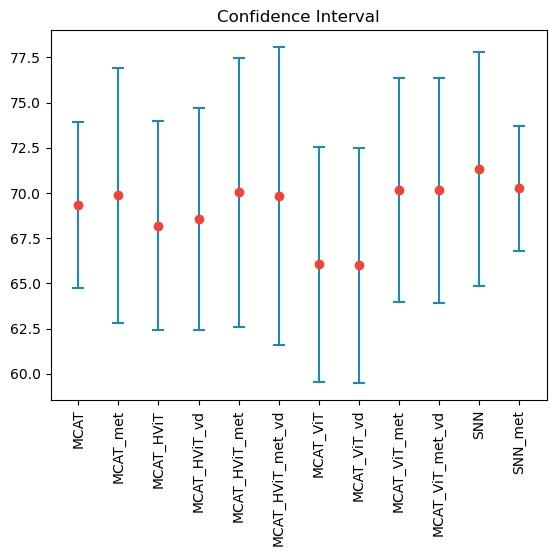 Confidence Interval
77.5
75.0
72.5
70.0
67.5
65.0
62.5
60.0
MCAT
MCAT_met
MCAT_HViT
MCAT_HViT_vd
MCAT_HViT_met
MCAT_HViT_met_vd
MCAT_ViT
MCAT_ViT_vd
MCAT_ViT_met
MCAT_ViT_met_vd
SNN
SNN_met